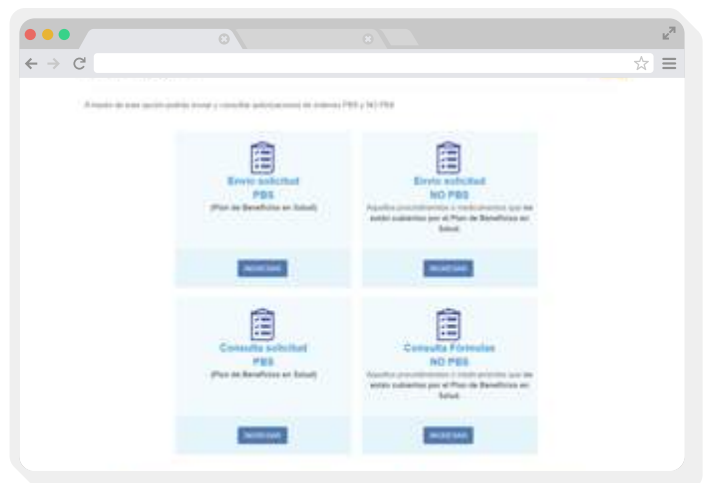 A través de esta opción podrás enviar y consultar autorizaciones de órdenes PBS y NO PBS
Envío solicitud
PBS
(Plan de Beneficios en Salud)
INGRESAR
Envío solicitud
NO PBS
Aquellos procedimientos o medicamentos que no
están cubiertos por el Plan de Beneficios en
Salud.
INGRESAR
Consulta solicitud
PBS
(Plan de Beneficios en Salud)
INGRESAR
Consulta Fórmulas
NO PBS
Aquellos procedimientos o medicamentos que no
están cubiertos por el Plan de Beneficios en
Salud.
INGRESAR